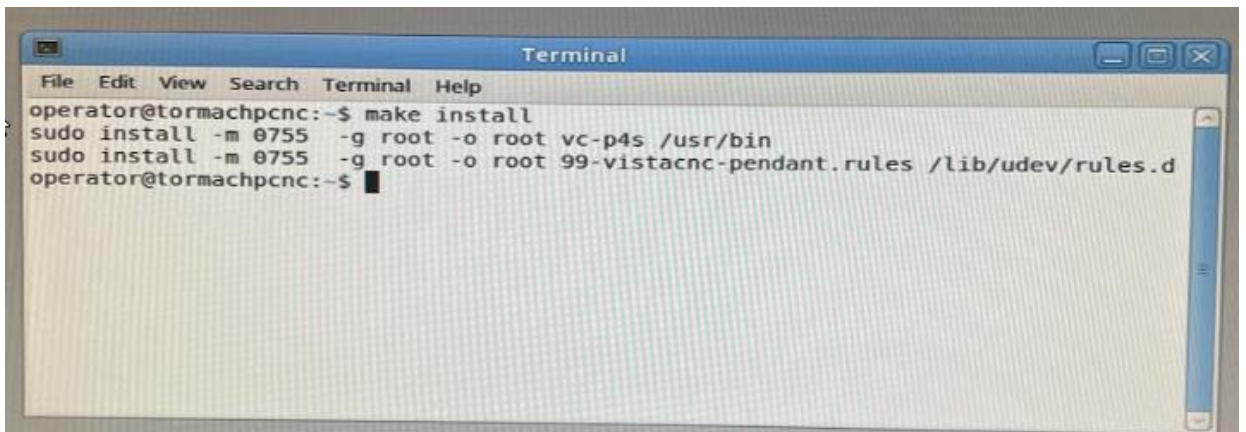 Terminal
File Edit View Search Terminal Help
operator@tormachpcnc:~$ make install
sudo install -m 0755  -g root -o root vc-p4s /usr/bin
sudo install -m 0755  -g root -o root 99-vistacnc-pendant.rules /lib/udev/rules.d
operator@tormachpcnc:~$